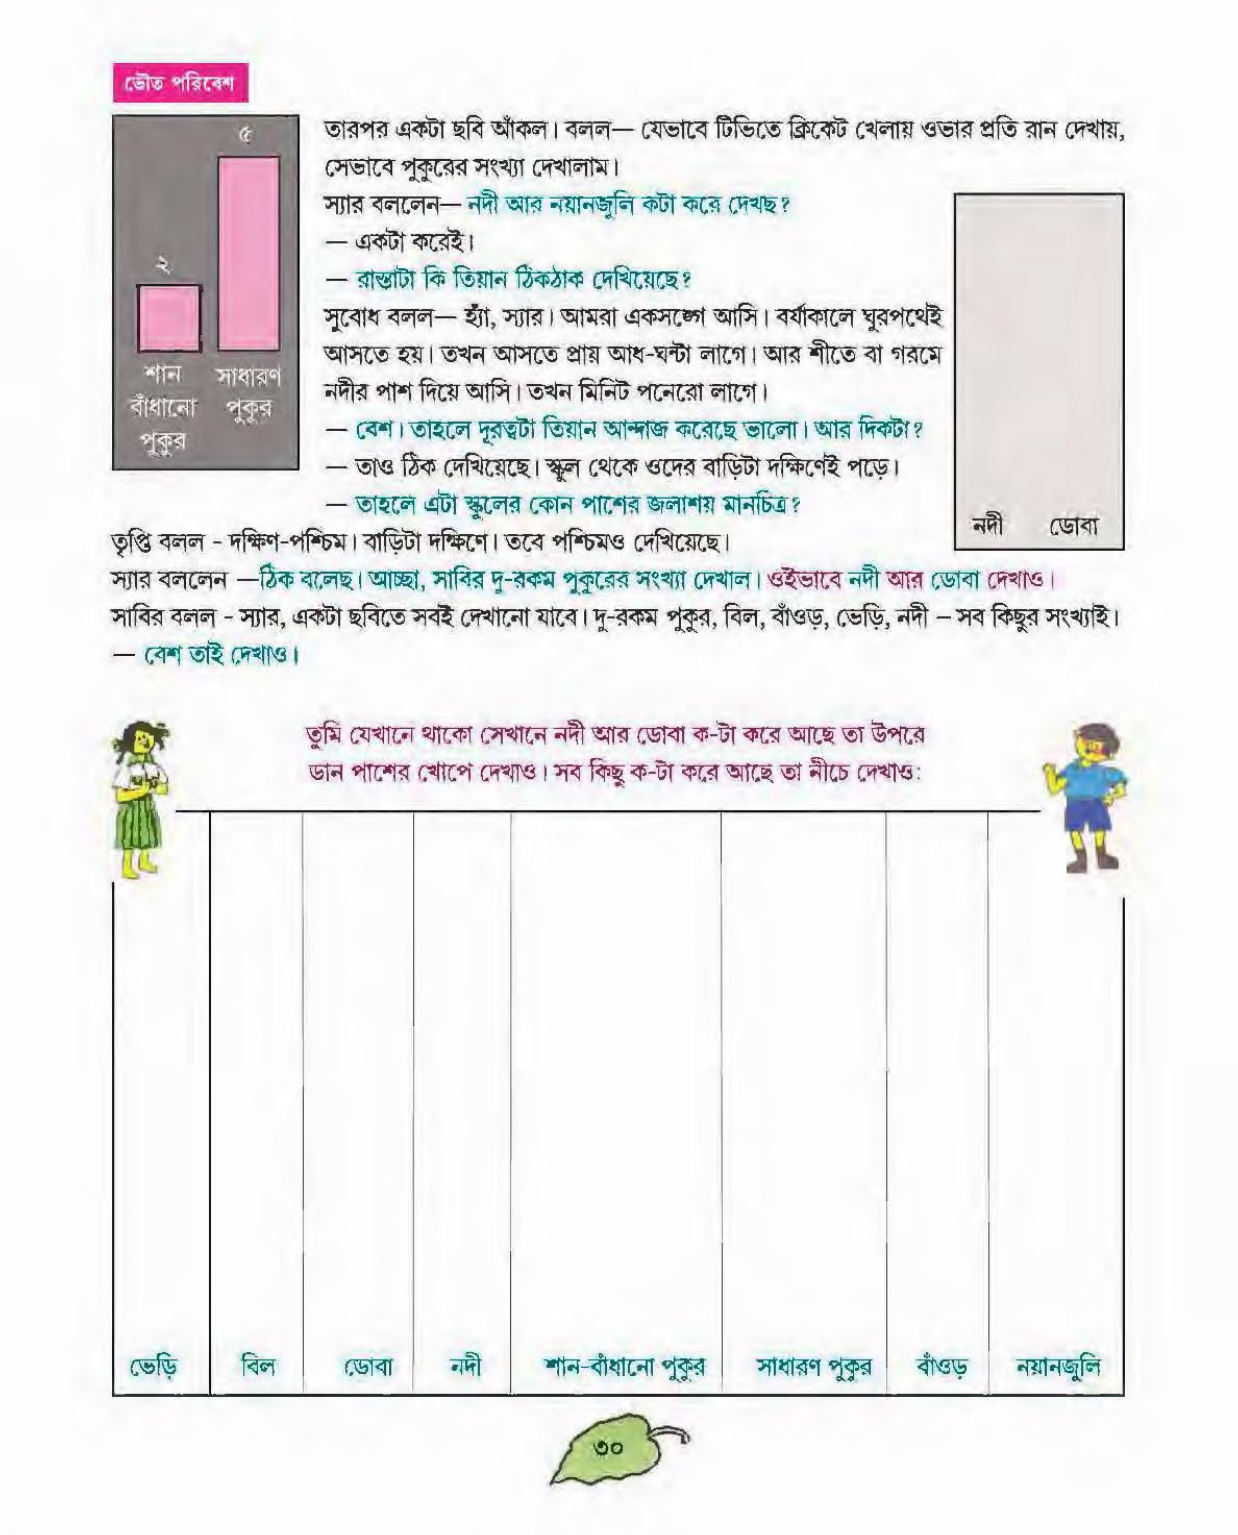 ভৌত পরিবেশ
৫
২
শান
বাঁধানো
পুকুর
সাধারণ
পুকুর
তারপর একটা ছবি আঁকল। বলল— যেভাবে টিভিতে ক্রিকেট খেলায় ওভার প্রতি রান দেখায়,
সেভাবে পুকুরের সংখ্যা দেখালাম।
স্যার বললেন— নদী আর নয়ানজুলি কটা করে দেখছ?
— একটা করেই।
— রাস্তাটা কি তিয়ান ঠিকঠাক দেখিয়েছে?
সুবোধ বলল— হ্যাঁ, স্যার। আমরা একসঙ্গে আসি। বর্ষাকালে ঘুরপথেই
আসতে হয়। তখন আসতে প্রায় আধ-ঘন্টা লাগে। আর শীতে বা গরমে
নদীর পাশ দিয়ে আসি। তখন মিনিট পনেরো লাগে।
— বেশ। তাহলে দূরত্বটা তিয়ান আন্দাজ করেছে ভালো। আর দিকটা?
— তাও ঠিক দেখিয়েছে। স্কুল থেকে ওদের বাড়িটা দক্ষিণেই পড়ে।
— তাহলে এটা স্কুলের কোন পাশের জলাশয় মানচিত্র?
নদী ডোবা
তৃপ্তি বলল - দক্ষিণ-পশ্চিম। বাড়িটা দক্ষিণে। তবে পশ্চিমও দেখিয়েছে।
স্যার বললেন —ঠিক বলেছ। আচ্ছা, সাবির দু-রকম পুকুরের সংখ্যা দেখাল। ওইভাবে নদী আর ডোবা দেখাও।
সাবির বলল - স্যার, একটা ছবিতে সবই দেখানো যাবে। দু-রকম পুকুর, বিল, বাঁওড়, ভেড়ি, নদী – সব কিছুর সংখ্যাই।
— বেশ তাই দেখাও।
তুমি যেখানে থাকো সেখানে নদী আর ডোবা ক-টা করে আছে তা উপরে
ডান পাশের খোপে দেখাও। সব কিছু ক-টা করে আছে তা নীচে দেখাও:
ভেড়ি বিল ডোবা নদী শান-বাঁধানো পুকুর সাধারণ পুকুর বাঁওড় নয়ানজুলি
৩০